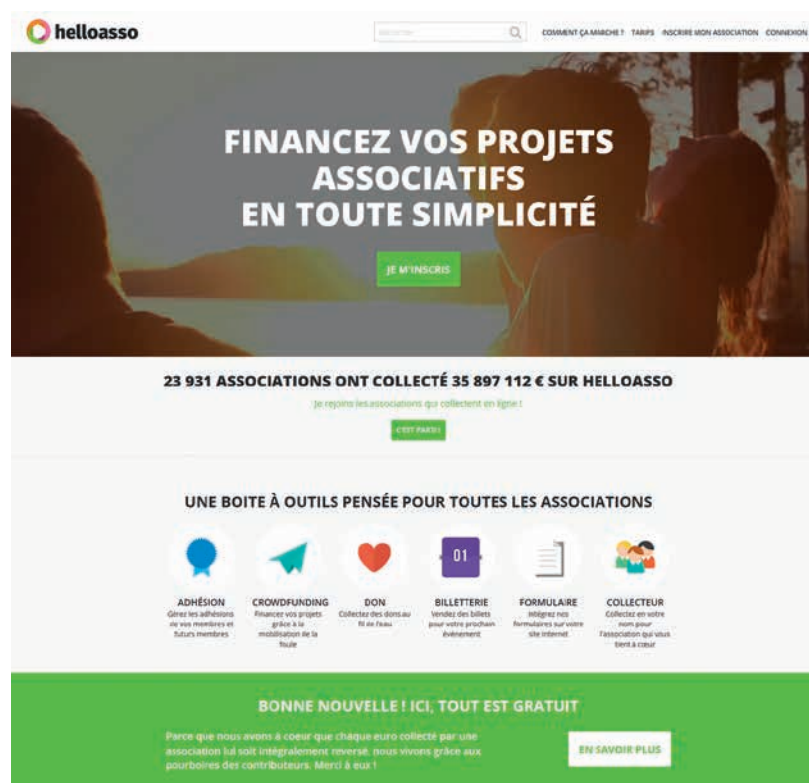 helloasso
COMMENT ÇA MARCHE ? TARIFS INSCRIRE MON ASSOCIATION CONNEXION
FINANCEZ VOS PROJETS
ASSOCIATIFS
EN TOUTE SIMPLICITÉ
JE M'INSCRIS
23 931 ASSOCIATIONS ONT COLLECTÉ 35 897 112 € SUR HELLOASSO
Je rejoins les associations qui collectent en ligne !
C'EST PARTI !
UNE BOITE À OUTILS PENSÉE POUR TOUTES LES ASSOCIATIONS
01
ADHÉSION
Gérez les adhésions
de vos membres et
futurs membres
CROWDFUNDING
Financez vos projets
grâce à la
mobilisation de la
foule
DON
Collectez des dons au
fil de l'eau
BILLETTERIE
Vendez des billets
pour votre prochain
évènement
FORMULAIRE
Intégrez nos
formulaires sur votre
site internet
COLLECTEUR
Collectez en votre
nom pour
l'association qui vous
tient à cœur
BONNE NOUVELLE ! ICI, TOUT EST GRATUIT
Parce que nous avons à coeur que chaque euro collecté par une
association lui soit intégralement reversé, nous vivons grâce aux
pourboires des contributeurs. Merci à eux !
EN SAVOIR PLUS